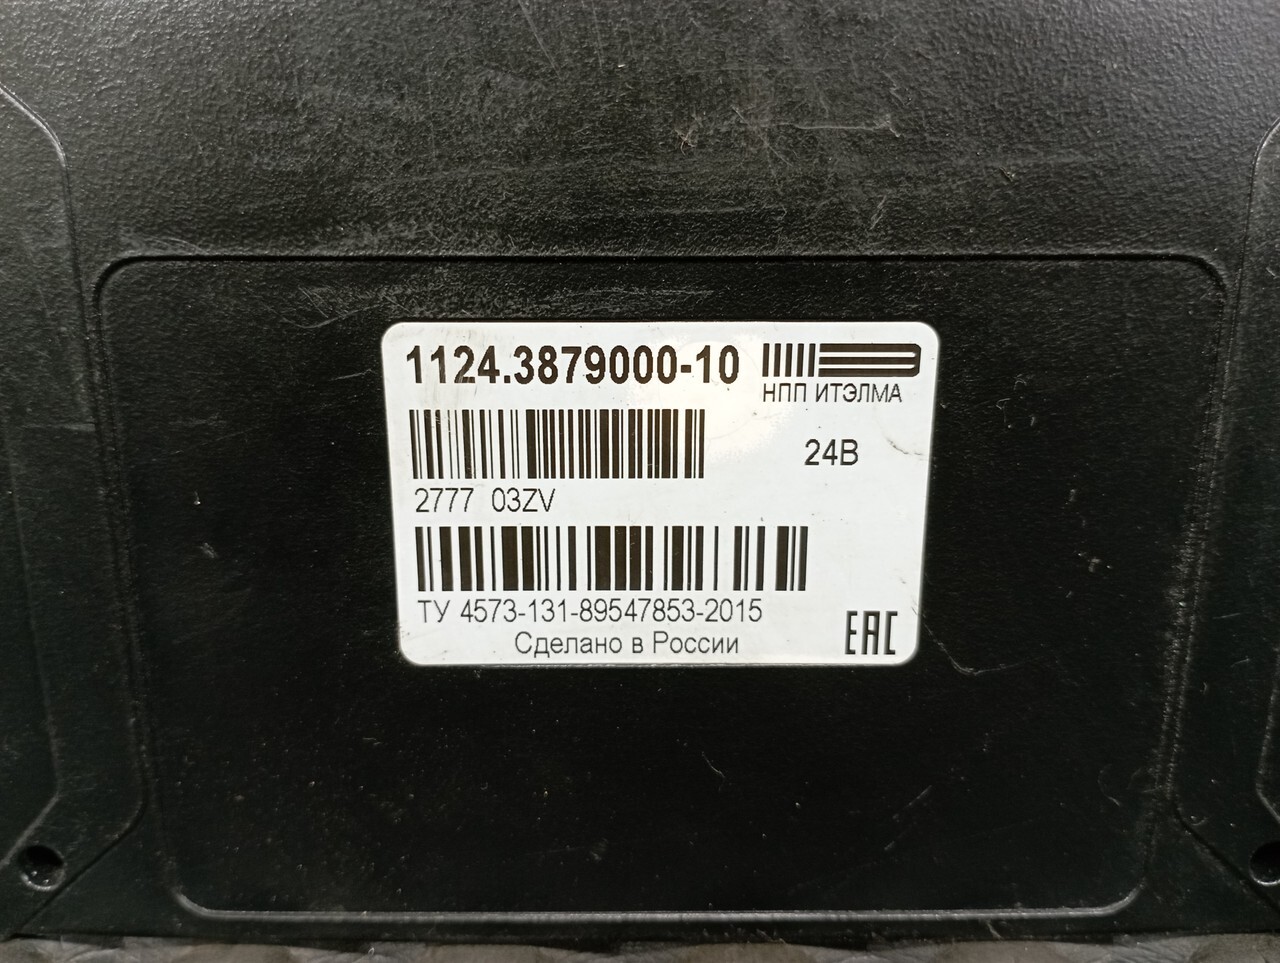 1124.3879000-10
НПП ИТЭЛМА
24В
2777 03ZV
ТУ 4573-131-89547853-2015
Сделано в России
ЕАС